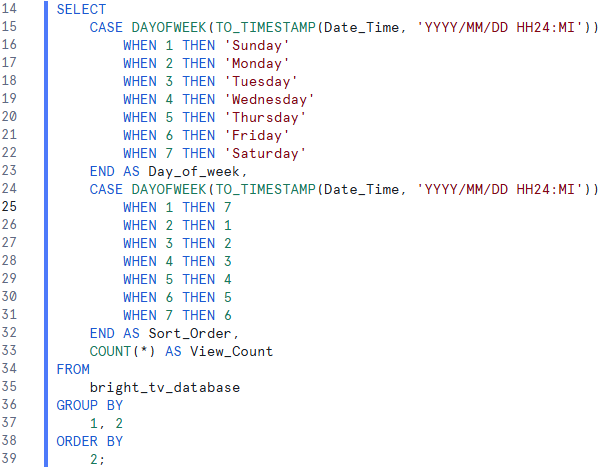 14 SELECT
15 CASE DAYOFWEEK(TO_TIMESTAMP(Date_Time, 'YYYY/MM/DD HH24:MI'))
16 WHEN 1 THEN 'Sunday'
17 WHEN 2 THEN 'Monday'
18 WHEN 3 THEN 'Tuesday'
19 WHEN 4 THEN 'Wednesday'
20 WHEN 5 THEN 'Thursday'
21 WHEN 6 THEN 'Friday'
22 WHEN 7 THEN 'Saturday'
23 END AS Day_of_week,
24 CASE DAYOFWEEK(TO_TIMESTAMP(Date_Time, 'YYYY/MM/DD HH24:MI'))
25 WHEN 1 THEN 7
26 WHEN 2 THEN 1
27 WHEN 3 THEN 2
28 WHEN 4 THEN 3
29 WHEN 5 THEN 4
30 WHEN 6 THEN 5
31 WHEN 7 THEN 6
32 END AS Sort_Order,
33 COUNT(*) AS View_Count
34 FROM
35 bright_tv_database
36 GROUP BY
37 1, 2
38 ORDER BY
39 2;